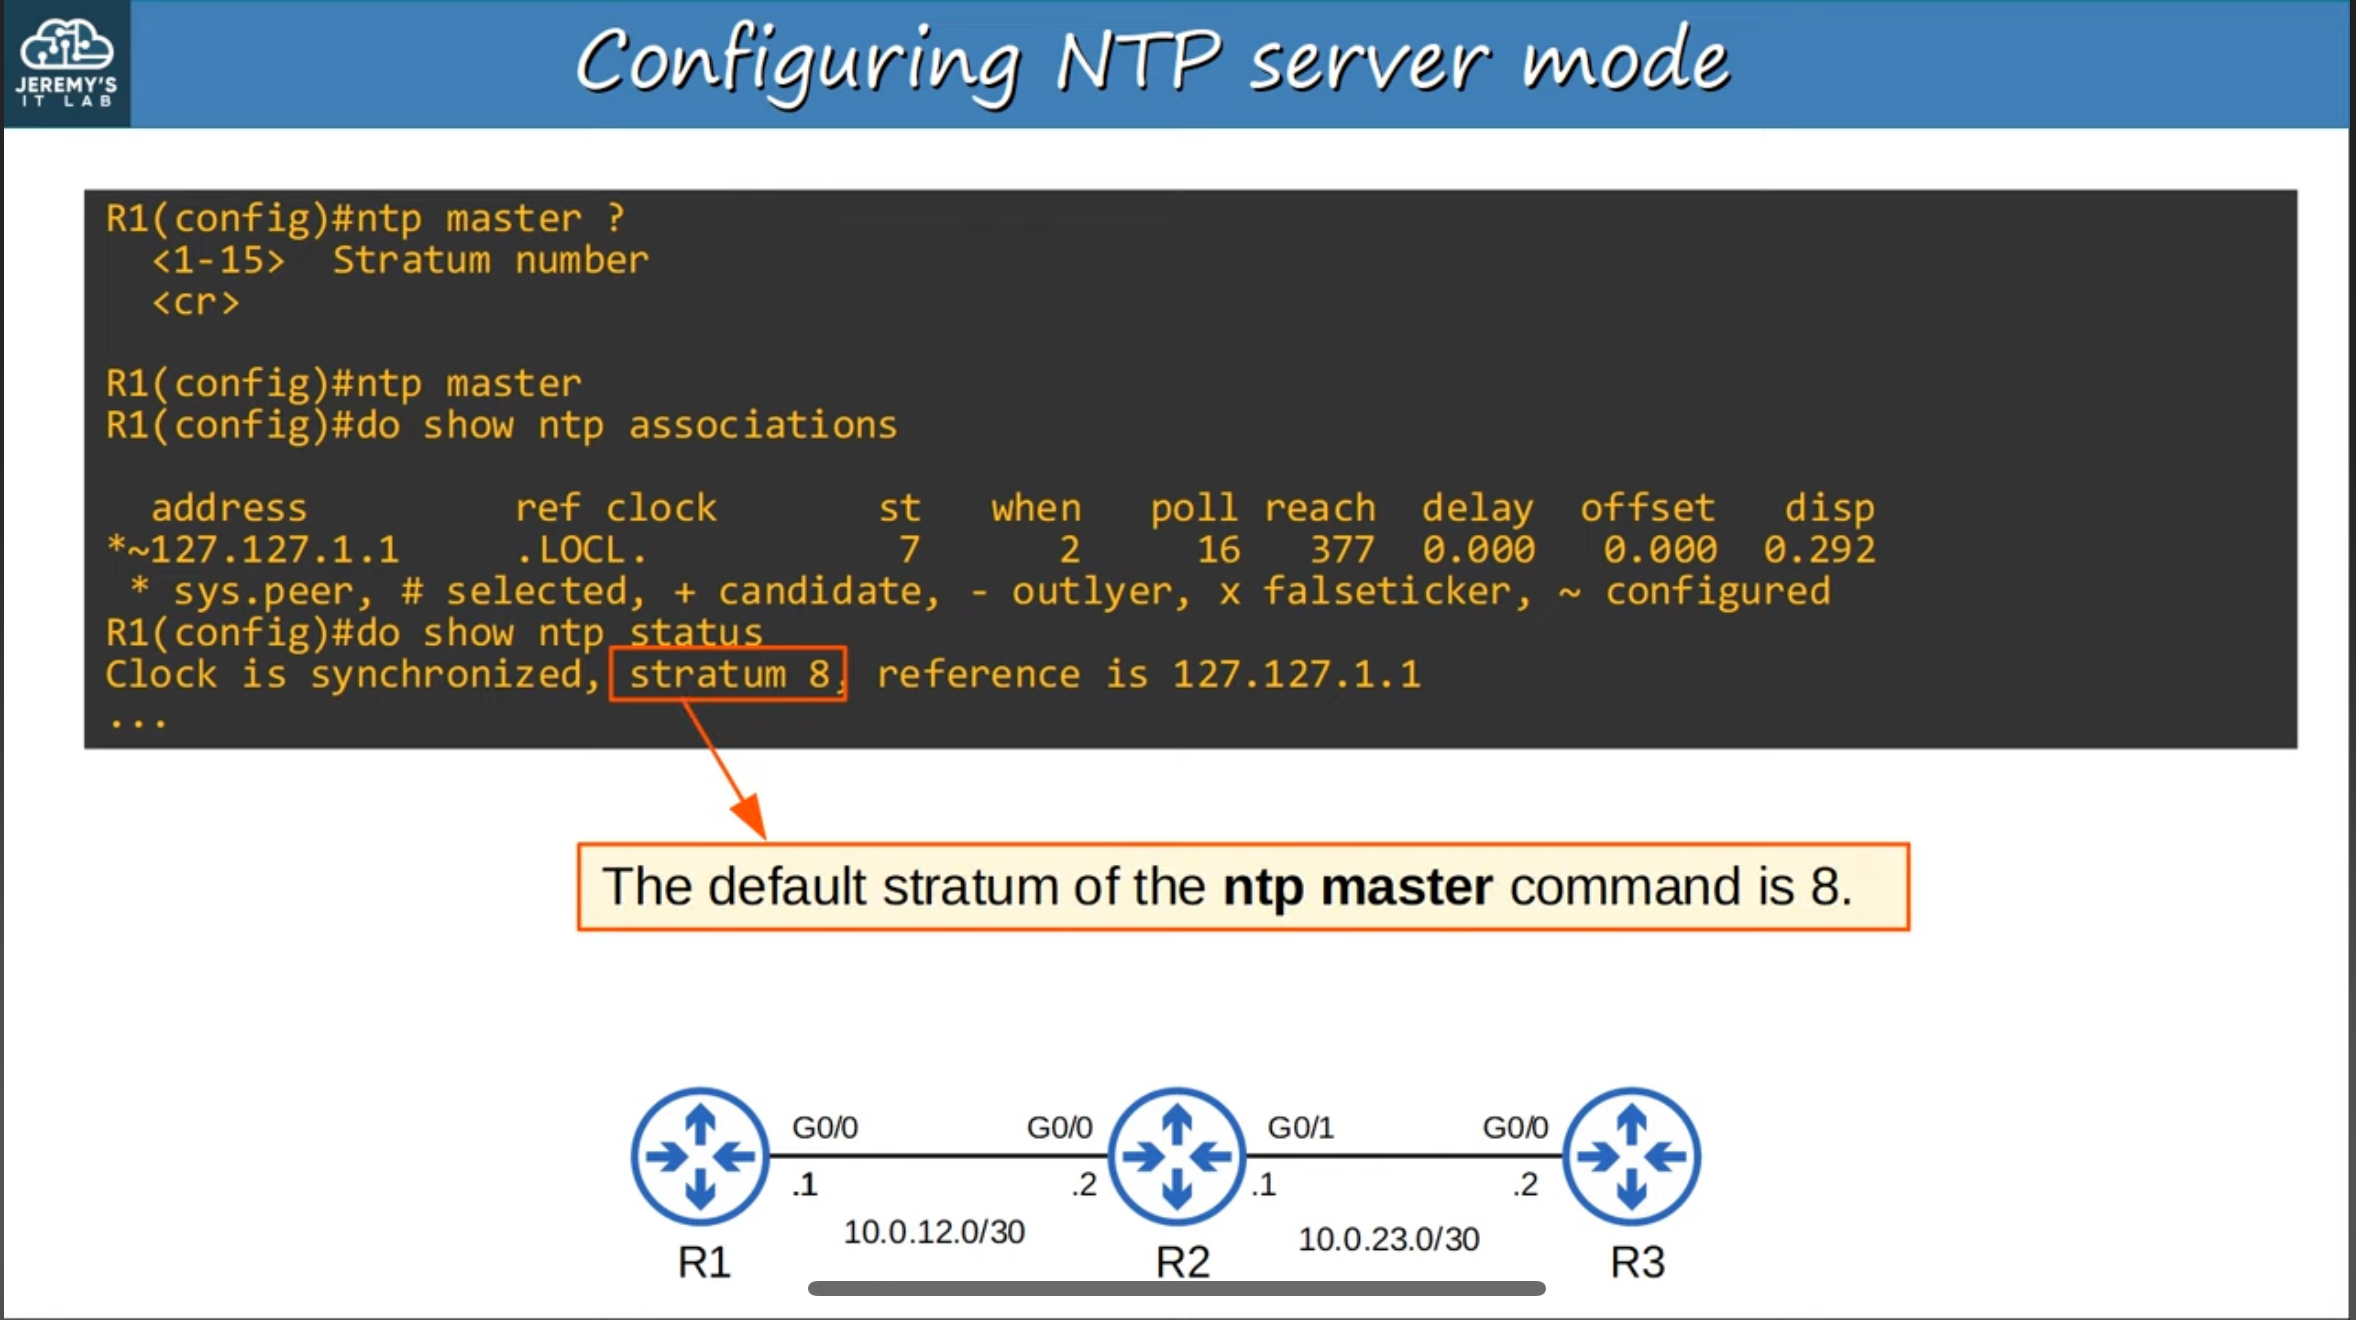 JEREMY'S
IT LAB
Configuring NTP server mode
R1(config)#ntp master ?
<1-15> Stratum number
<cr>
R1(config)#ntp master
R1(config)#do show ntp associations
address ref clock st when poll reach delay offset disp
*~127.127.1.1 .LOCL. 7 2 16 377 0.000 0.000 0.292
* sys.peer, # selected, + candidate, - outlyer, x falseticker, ~ configured
R1(config)#do show ntp status
Clock is synchronized, stratum 8, reference is 127.127.1.1
...
The default stratum of the ntp master command is 8.
G0/0 G0/0 G0/1 G0/0
.1 .2 .1 .2
10.0.12.0/30 10.0.23.0/30
R1 R2 R3